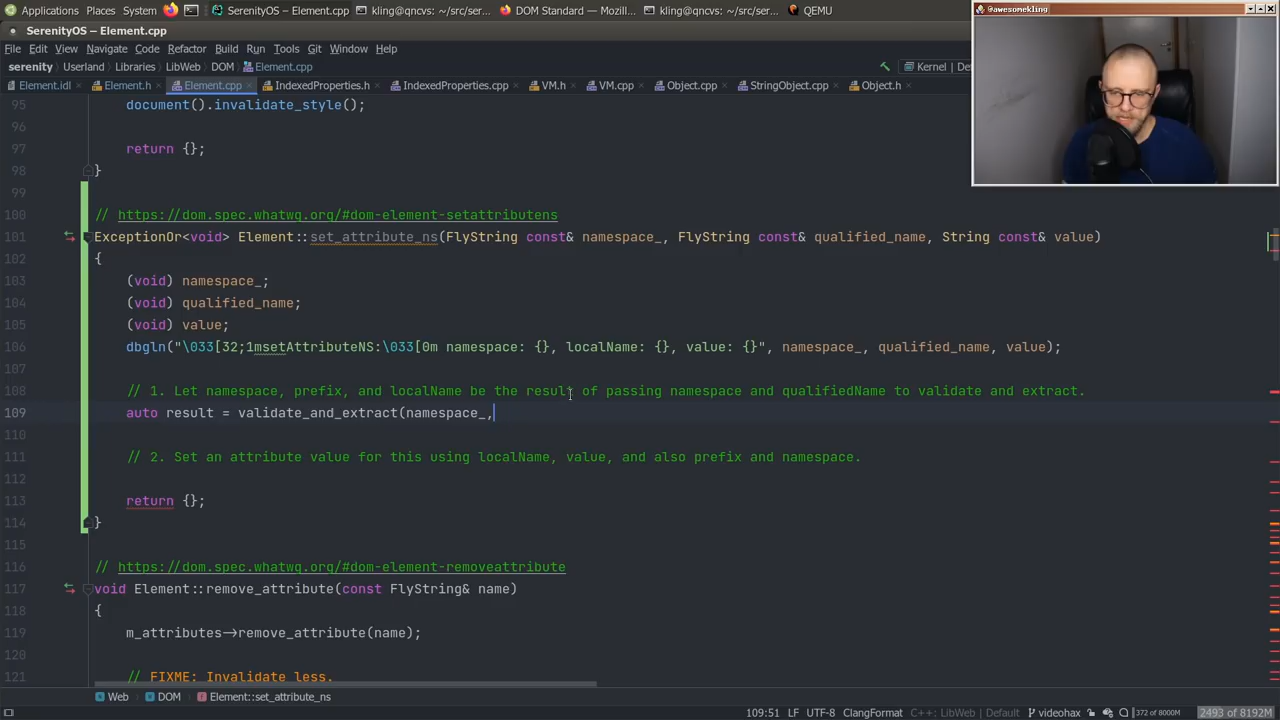 Applications Places System SerenityOS – Element.cpp kling@qncvs: ~/src/ser... DOM Standard — Mozill... kling@qncvs: ~/src/ser... QEMU
@awesomekling
SerenityOS – Element.cpp
File Edit View Navigate Code Refactor Build Run Tools Git Window Help
serenity Userland Libraries LibWeb DOM Element.cpp Kernel | De
Element.idl Element.h Element.cpp IndexedProperties.h IndexedProperties.cpp VM.h VM.cpp Object.cpp StringObject.cpp Object.h
95 document().invalidate_style();
96
97 return {};
98 }
99
100 // https://dom.spec.whatwg.org/#dom-element-setattributens
101 ExceptionOr<void> Element::set_attribute_ns(FlyString const& namespace_, FlyString const& qualified_name, String const& value)
102 {
103 (void) namespace_;
104 (void) qualified_name;
105 (void) value;
106 dbgln("\033[32;1msetAttributeNS:\033[0m namespace: {}, localName: {}, value: {}", namespace_, qualified_name, value);
107
108 // 1. Let namespace, prefix, and localName be the result of passing namespace and qualifiedName to validate and extract.
109 auto result = validate_and_extract(namespace_,
110
111 // 2. Set an attribute value for this using localName, value, and also prefix and namespace.
112
113 return {};
114 }
115
116 // https://dom.spec.whatwg.org/#dom-element-removeattribute
117 void Element::remove_attribute(const FlyString& name)
118 {
119 m_attributes->remove_attribute(name);
120
121 // FIXME: Invalidate less.
Web DOM Element::set_attribute_ns
109:51 LF UTF-8 ClangFormat C++: LibWeb | Default videohax 372 of 8000M 2493 of 8192M